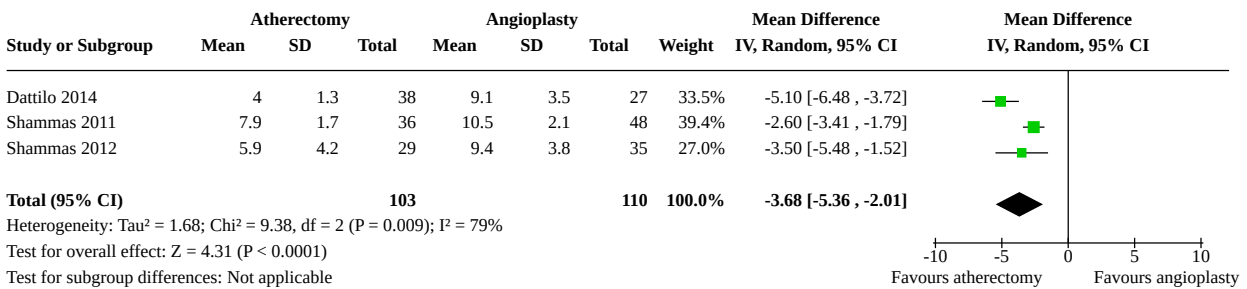 Atherectomy Angioplasty Mean Difference Mean Difference
Study or Subgroup Mean SD Total Mean SD Total Weight IV, Random, 95% CI IV, Random, 95% CI
Dattilo 2014 4 1.3 38 9.1 3.5 27 33.5% -5.10 [-6.48 , -3.72]
Shammas 2011 7.9 1.7 36 10.5 2.1 48 39.4% -2.60 [-3.41 , -1.79]
Shammas 2012 5.9 4.2 29 9.4 3.8 35 27.0% -3.50 [-5.48 , -1.52]
Total (95% CI) 103 110 100.0% -3.68 [-5.36 , -2.01]
Heterogeneity: Tau² = 1.68; Chi² = 9.38, df = 2 (P = 0.009); I² = 79%
Test for overall effect: Z = 4.31 (P < 0.0001)
-10 -5 0 5 10
Test for subgroup differences: Not applicable Favours atherectomy Favours angioplasty